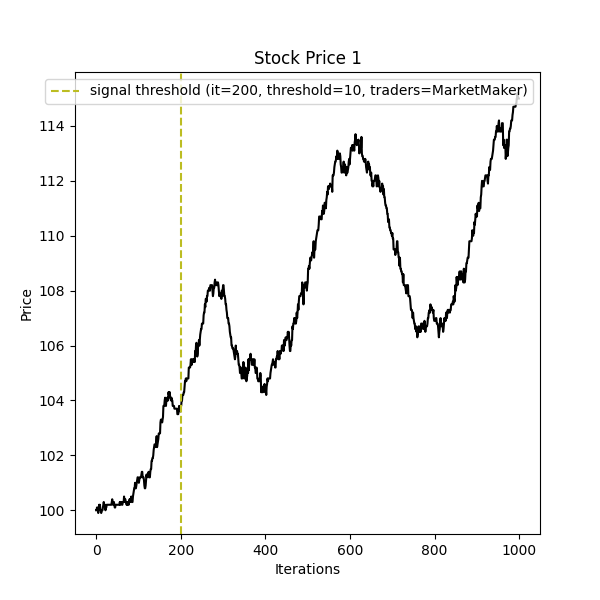 Stock Price 1
signal threshold (it=200, threshold=10, traders=MarketMaker)
114
112
110
108
106
104
102
100
Price
0 200 400 600 800 1000
Iterations